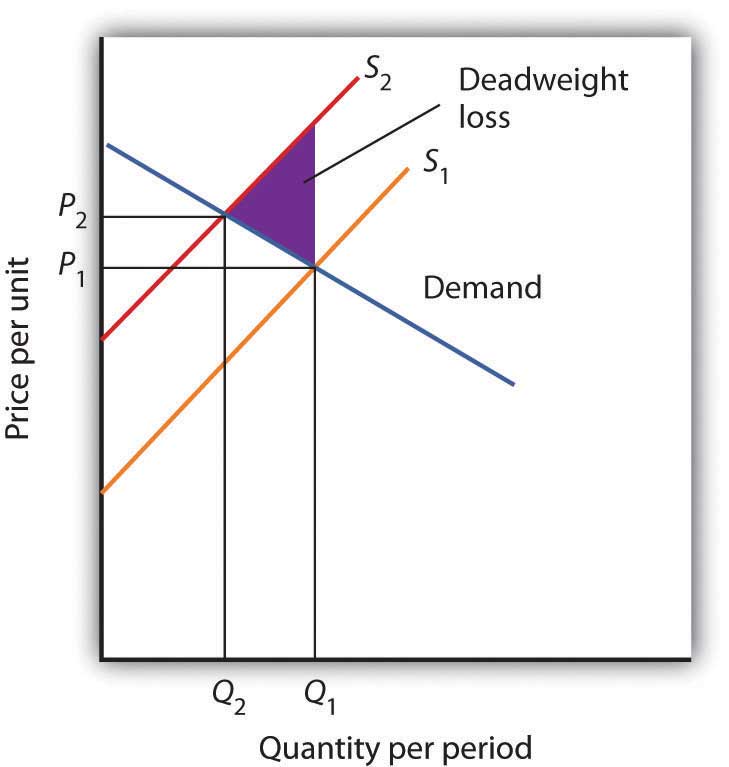 S2
Deadweight
loss
S1
P2
P1
Demand
Price per unit
Q2
Q1
Quantity per period